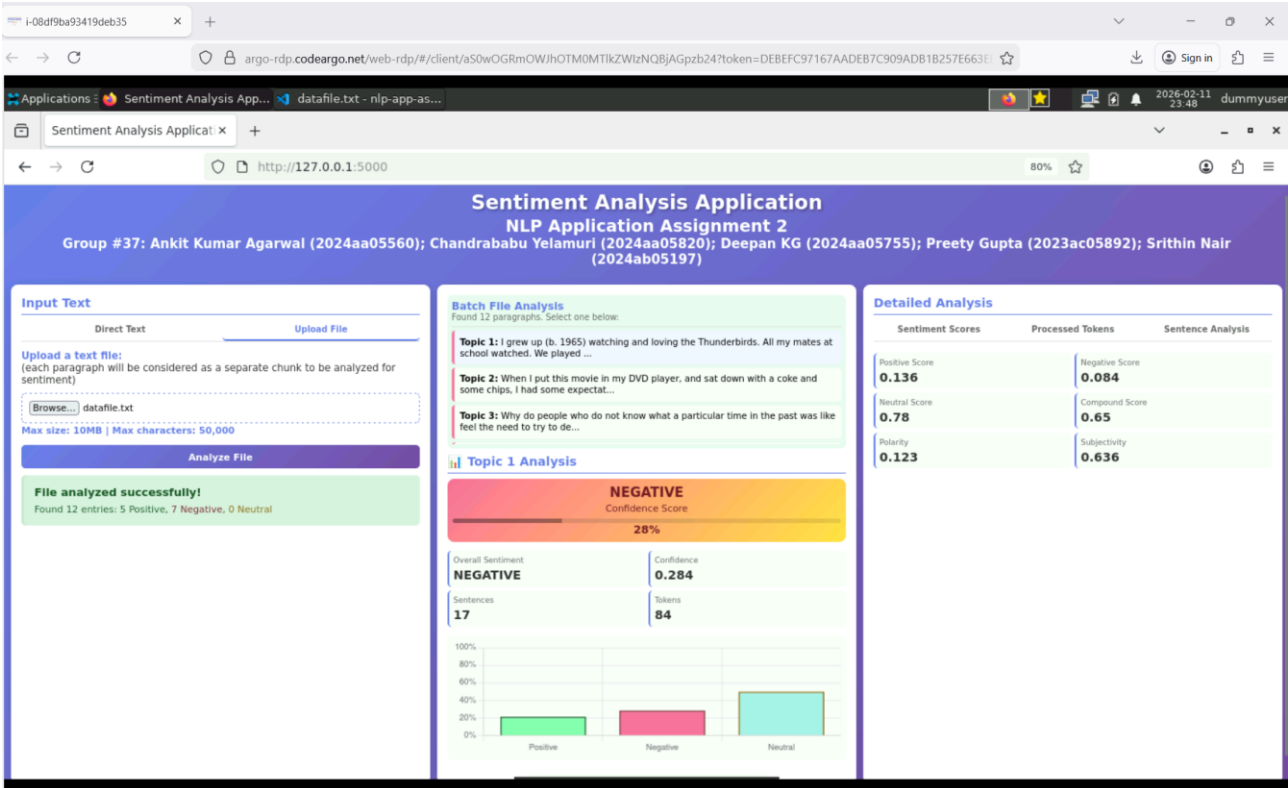 i-08df9ba93419deb35
argo-rdp.codeargo.net/web-rdp/#/client/aS0wOGRmOWJhOTM0MTlkZWIzNQBjAGpzb24?token=DEBEFC97167AADEB7C909ADB1B257E663E
Sign in
Applications
Sentiment Analysis App...
datafile.txt - nlp-app-as...
2026-02-11
23:48
dummyuser
Sentiment Analysis Applicati
http://127.0.0.1:5000
80%
Sentiment Analysis Application
NLP Application Assignment 2
Group #37: Ankit Kumar Agarwal (2024aa05560); Chandrababu Yelamuri (2024aa05820); Deepan KG (2024aa05755); Preety Gupta (2023ac05892); Srithin Nair
(2024ab05197)
Input Text
Direct Text
Upload File
Upload a text file:
(each paragraph will be considered as a separate chunk to be analyzed for
sentiment)
Browse... datafile.txt
Max size: 10MB | Max characters: 50,000
Analyze File
File analyzed successfully!
Found 12 entries: 5 Positive, 7 Negative, 0 Neutral
Batch File Analysis
Found 12 paragraphs. Select one below:
Topic 1: I grew up (b. 1965) watching and loving the Thunderbirds. All my mates at
school watched. We played ...
Topic 2: When I put this movie in my DVD player, and sat down with a coke and
some chips, I had some expectat...
Topic 3: Why do people who do not know what a particular time in the past was like
feel the need to try to de...
Topic 1 Analysis
NEGATIVE
Confidence Score
28%
Overall Sentiment
NEGATIVE
Confidence
0.284
Sentences
17
Tokens
84
100%
80%
60%
40%
20%
0%
Positive
Negative
Neutral
Detailed Analysis
Sentiment Scores
Processed Tokens
Sentence Analysis
Positive Score
0.136
Negative Score
0.084
Neutral Score
0.78
Compound Score
0.65
Polarity
0.123
Subjectivity
0.636